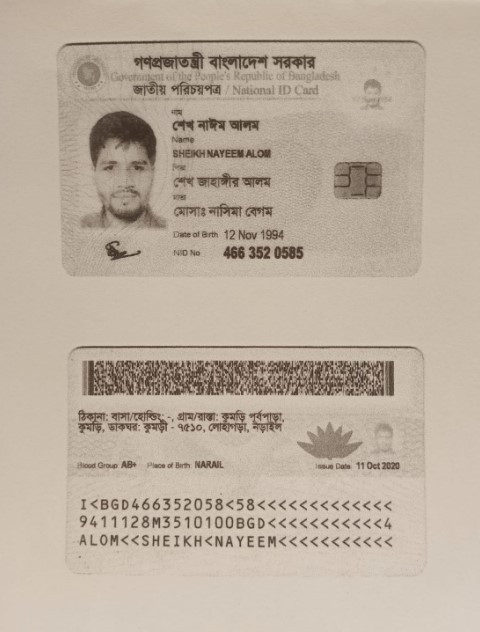 গণপ্রজাতন্ত্রী বাংলাদেশ সরকার
Government of the People's Republic of Bangladesh
জাতীয় পরিচয়পত্র / National ID Card
নাম
শেখ নাঈম আলম
Name
SHEIKH NAYEEM ALOM
পিতা
শেখ জাহাঙ্গীর আলম
মাতা
মোসাঃ নাসিমা বেগম
Date of Birth 12 Nov 1994
NID No 466 352 0585
ঠিকানা: বাসা/হোল্ডিং: -, গ্রাম/রাস্তা: কুমড়ি পূর্বপাড়া,
কুমড়ি, ডাকঘর: কুমড়ী - ৭৫১০, লোহাগড়া, নড়াইল
Blood Group AB+ Place of Birth NARAIL Issue Date 11 Oct 2020
I<BGD466352058<58<<<<<<<<<<<<<
9411128M3510100BGD<<<<<<<<<<<4
ALOM<<SHEIKH<NAYEEM<<<<<<<<<<<